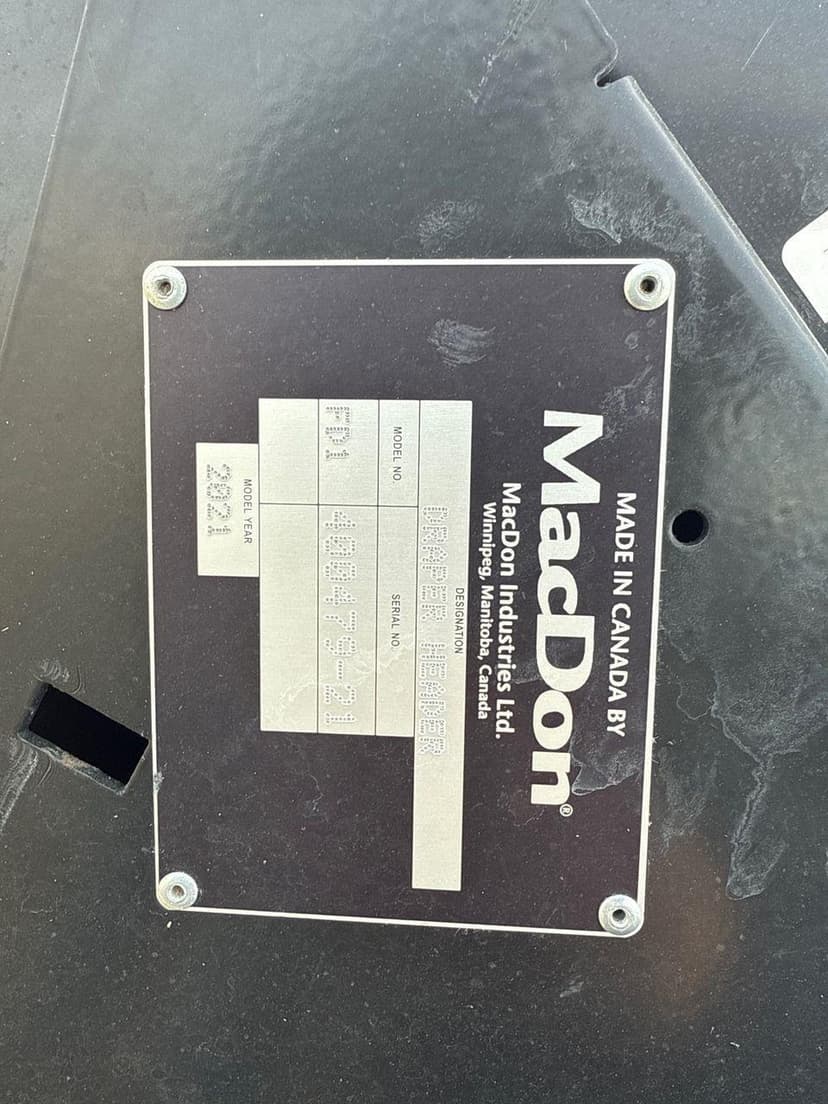 MADE IN CANADA BY
MacDon®
MacDon Industries Ltd.
Winnipeg, Manitoba, Canada
DESIGNATION
DRAPER HEADER
MODEL NO. SERIAL NO.
FD1 400479-21
MODEL YEAR
2021